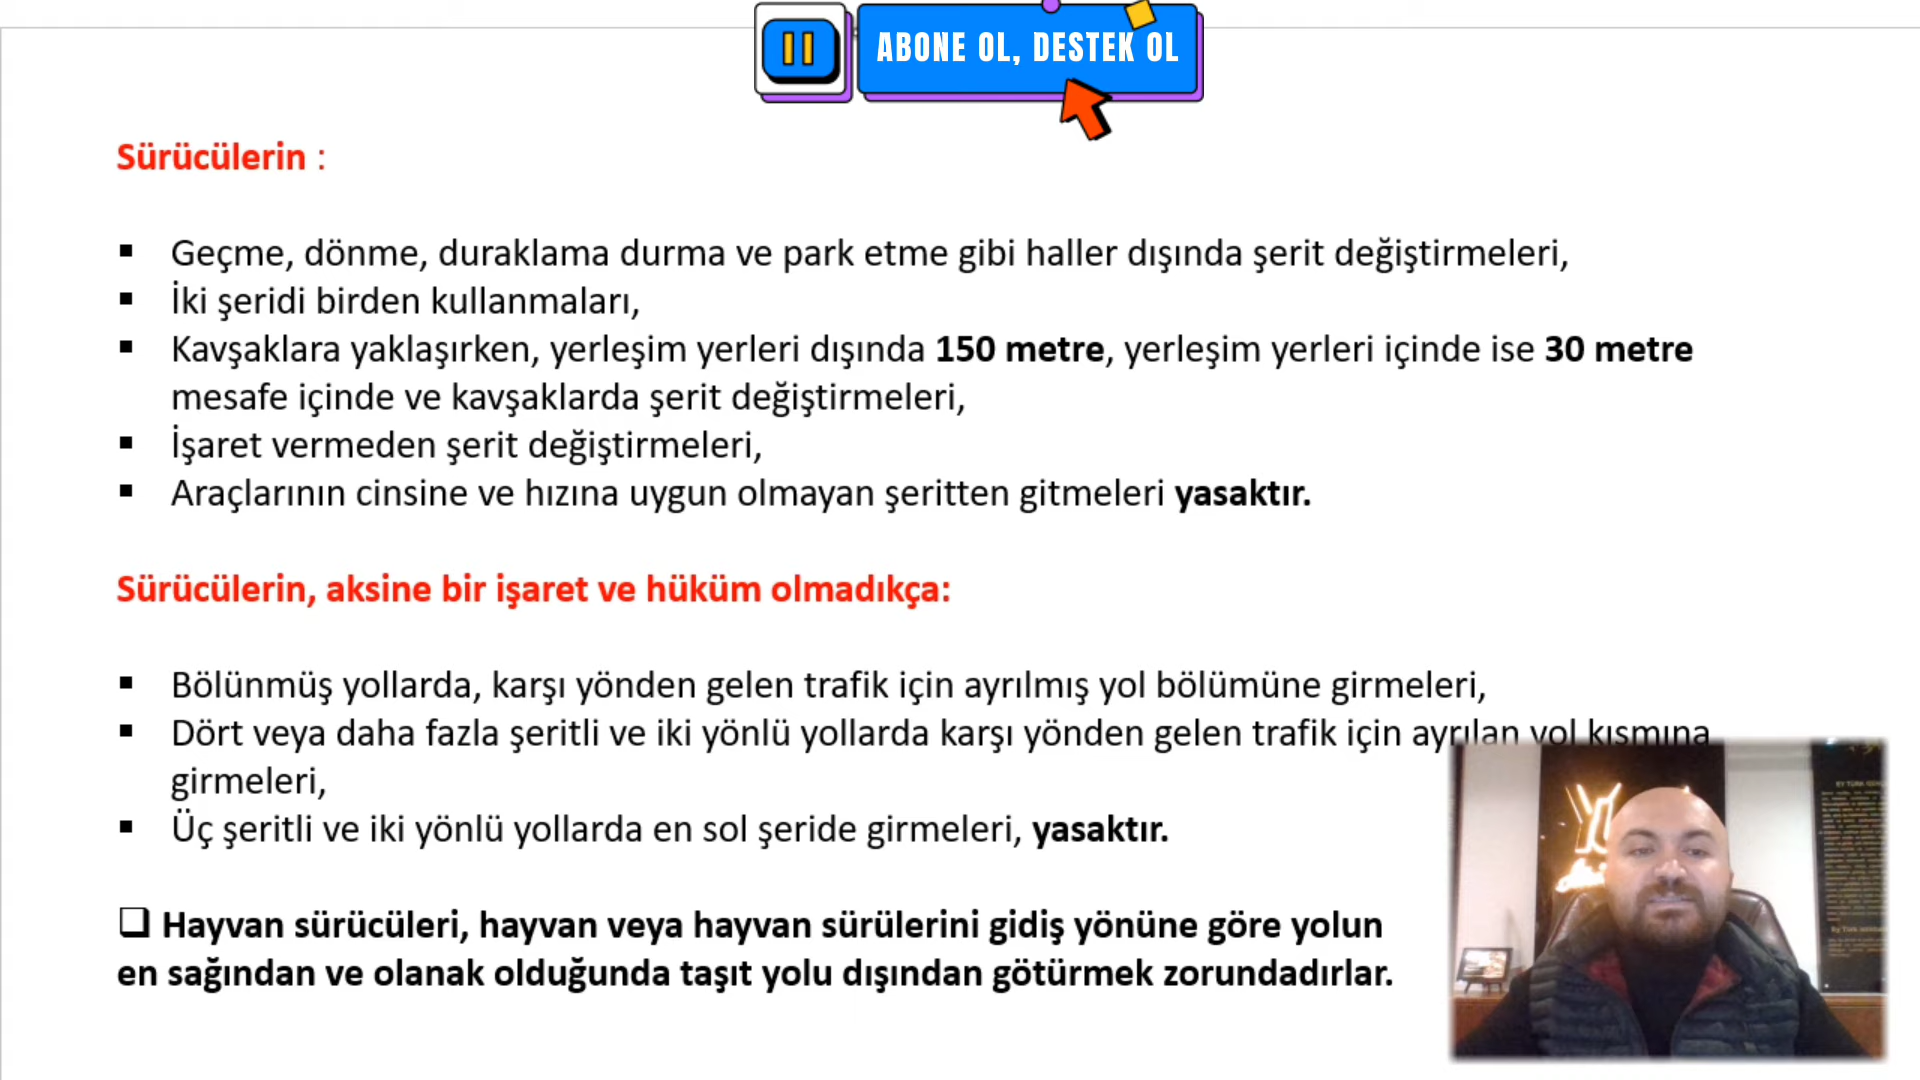 ABONE OL, DESTEK OL
Sürücülerin :
▪ Geçme, dönme, duraklama durma ve park etme gibi haller dışında şerit değiştirmeleri,
▪ İki şeridi birden kullanmaları,
▪ Kavşaklara yaklaşırken, yerleşim yerleri dışında 150 metre, yerleşim yerleri içinde ise 30 metre
mesafe içinde ve kavşaklarda şerit değiştirmeleri,
▪ İşaret vermeden şerit değiştirmeleri,
▪ Araçlarının cinsine ve hızına uygun olmayan şeritten gitmeleri yasaktır.
Sürücülerin, aksine bir işaret ve hüküm olmadıkça:
▪ Bölünmüş yollarda, karşı yönden gelen trafik için ayrılmış yol bölümüne girmeleri,
▪ Dört veya daha fazla şeritli ve iki yönlü yollarda karşı yönden gelen trafik için ayrılan yol kısmına
girmeleri,
▪ Üç şeritli ve iki yönlü yollarda en sol şeride girmeleri, yasaktır.
❑ Hayvan sürücüleri, hayvan veya hayvan sürülerini gidiş yönüne göre yolun
en sağından ve olanak olduğunda taşıt yolu dışından götürmek zorundadırlar.